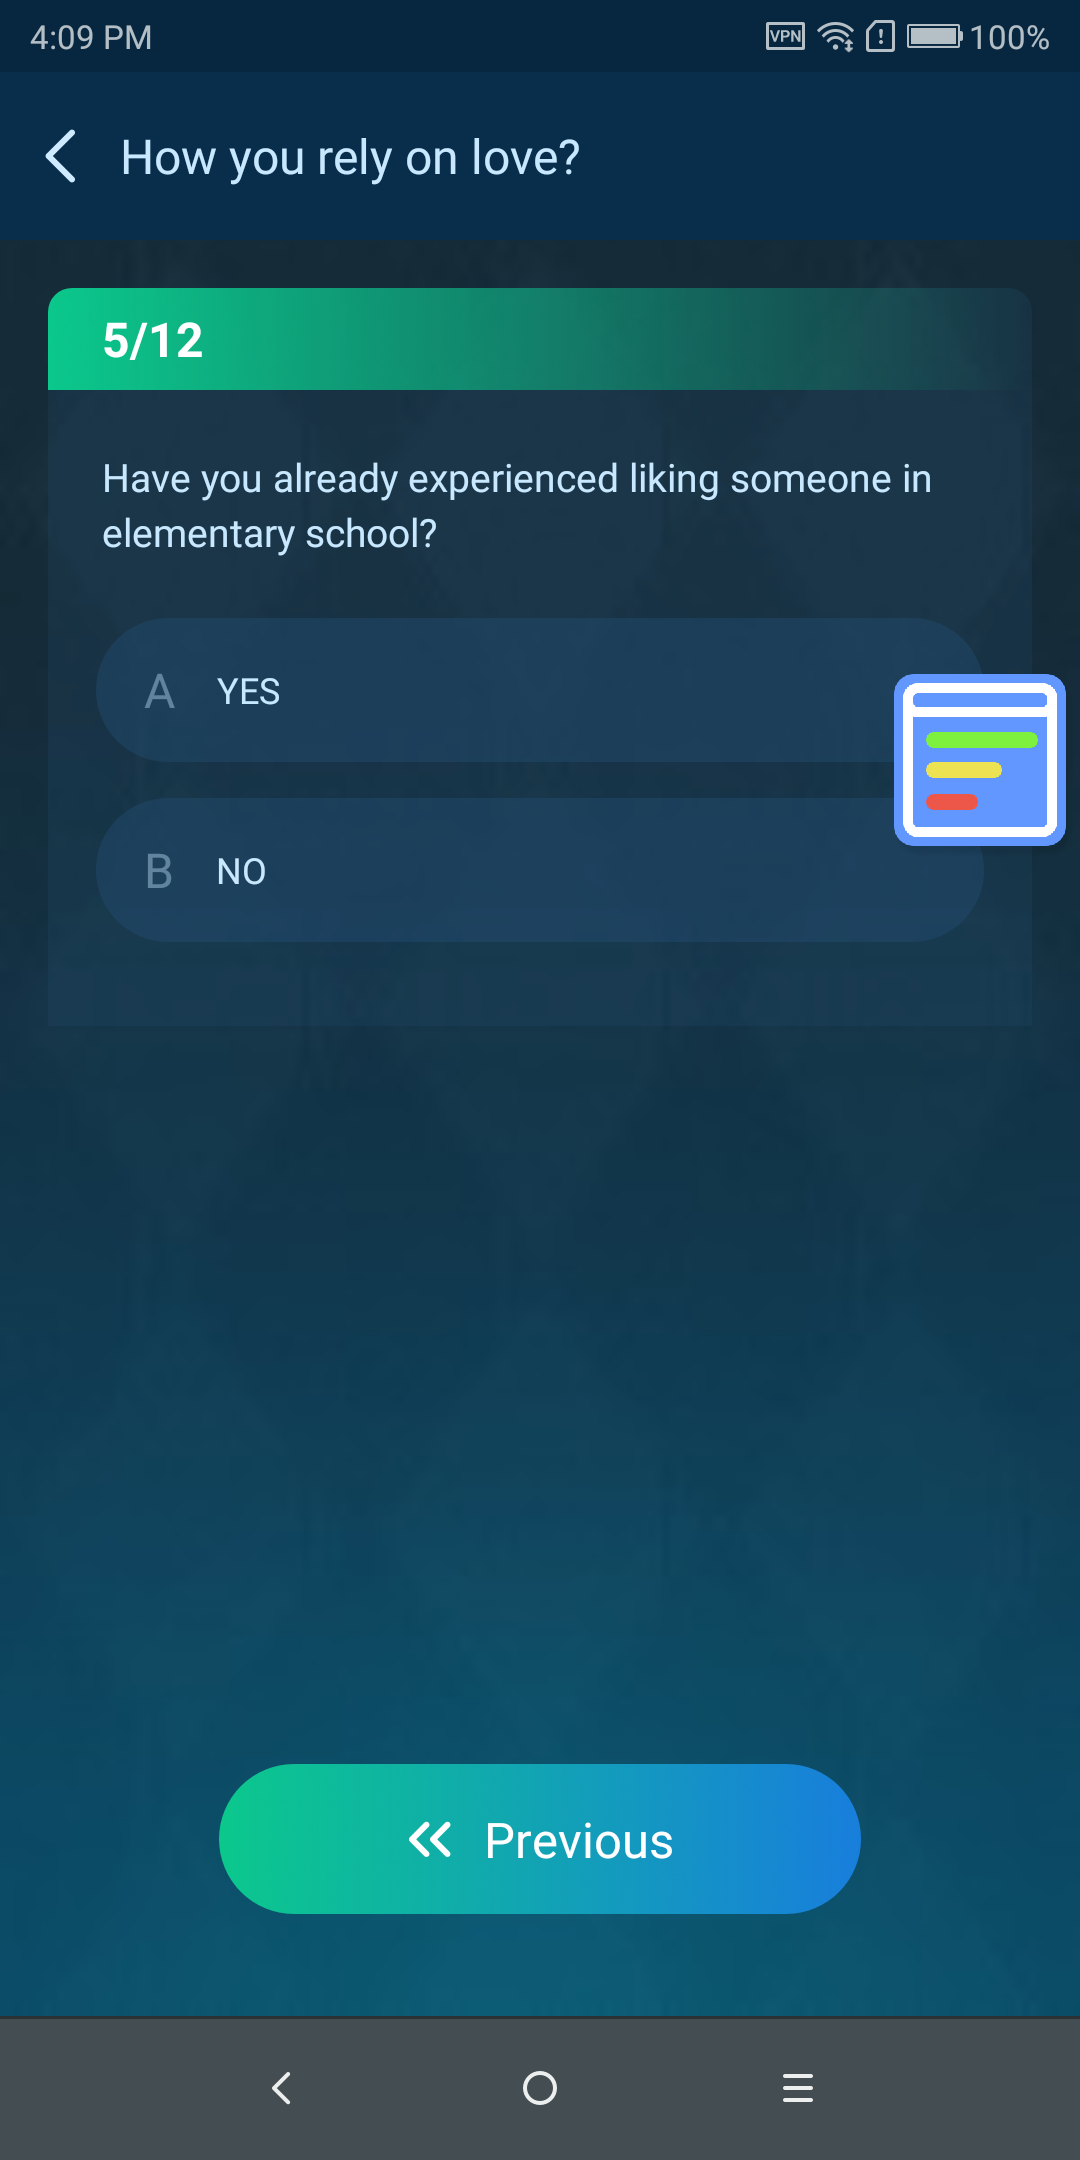 4:09 PM
VPN
100%
How you rely on love?
5/12
Have you already experienced liking someone in
elementary school?
A YES
B NO
Previous